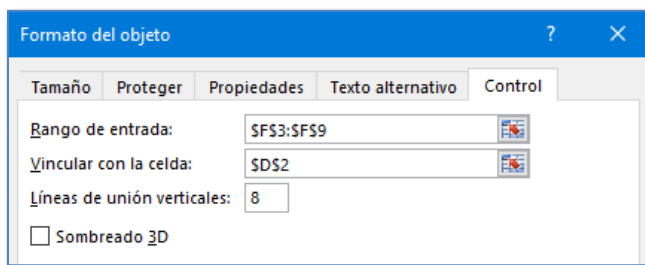 Formato del objeto ? ×
Tamaño Proteger Propiedades Texto alternativo Control
Rango de entrada: $F$3:$F$9
Vincular con la celda: $D$2
Líneas de unión verticales: 8
Sombreado 3D